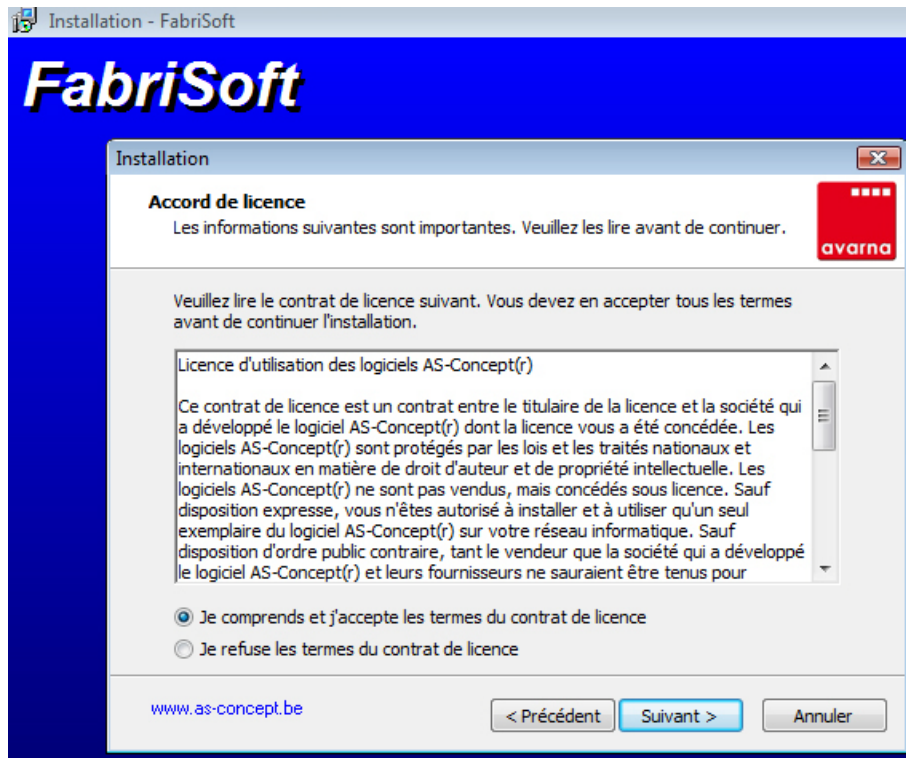 Installation - FabriSoft
FabriSoft
Installation
Accord de licence
Les informations suivantes sont importantes. Veuillez les lire avant de continuer.
avarna
Veuillez lire le contrat de licence suivant. Vous devez en accepter tous les termes
avant de continuer l'installation.
Licence d'utilisation des logiciels AS-Concept(r)
Ce contrat de licence est un contrat entre le titulaire de la licence et la société qui
a développé le logiciel AS-Concept(r) dont la licence vous a été concédée. Les
logiciels AS-Concept(r) sont protégés par les lois et les traités nationaux et
internationaux en matière de droit d'auteur et de propriété intellectuelle. Les
logiciels AS-Concept(r) ne sont pas vendus, mais concédés sous licence. Sauf
disposition expresse, vous n'êtes autorisé à installer et à utiliser qu'un seul
exemplaire du logiciel AS-Concept(r) sur votre réseau informatique. Sauf
disposition d'ordre public contraire, tant le vendeur que la société qui a développé
le logiciel AS-Concept(r) et leurs fournisseurs ne sauraient être tenus pour
Je comprends et j'accepte les termes du contrat de licence
Je refuse les termes du contrat de licence
www.as-concept.be
< Précédent
Suivant >
Annuler